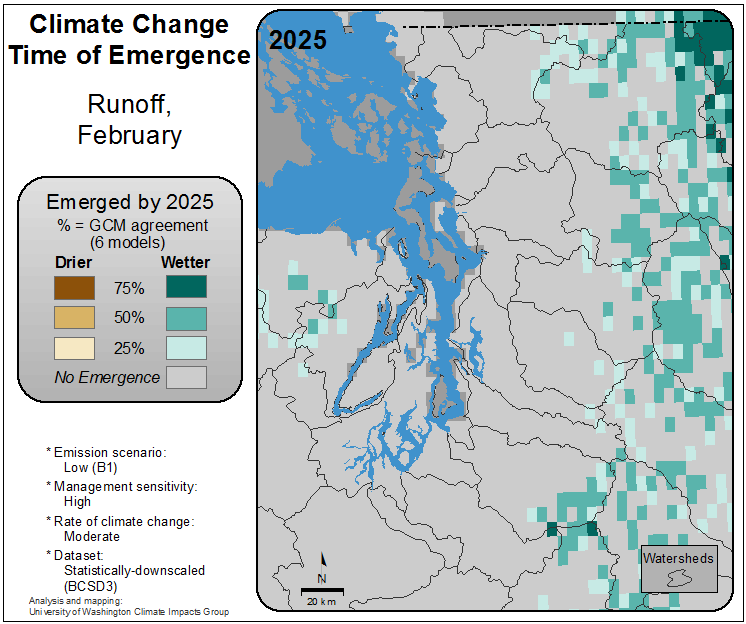 Climate Change
Time of Emergence
Runoff,
February
Emerged by 2025
% = GCM agreement
(6 models)
Drier Wetter
75%
50%
25%
No Emergence
* Emission scenario:
Low (B1)
* Management sensitivity:
High
* Rate of climate change:
Moderate
* Dataset:
Statistically-downscaled
(BCSD3)
Analysis and mapping:
University of Washington Climate Impacts Group
2025
N
20 km
Watersheds